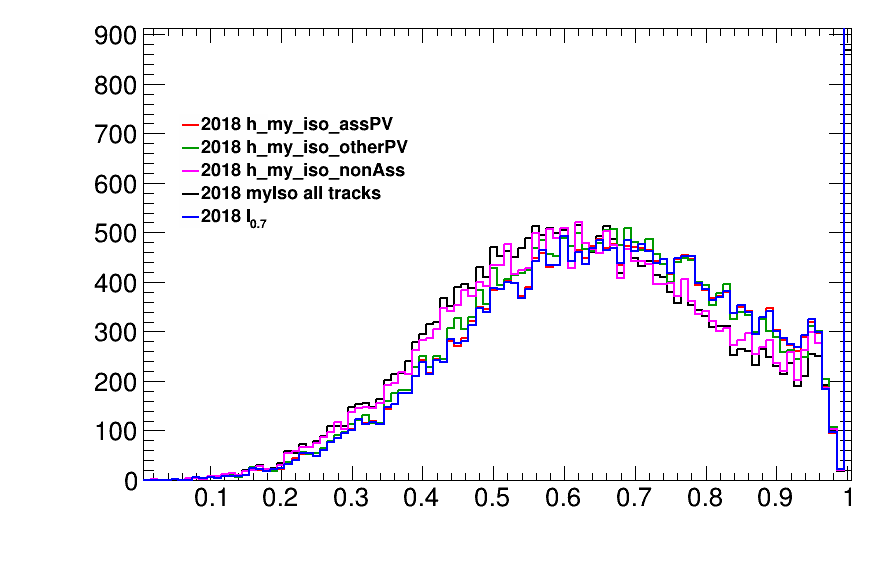 900
800
700
600
500
400
300
200
100
0
2018 h_my_iso_assPV
2018 h_my_iso_otherPV
2018 h_my_iso_nonAss
2018 myIso all tracks
2018 I0.7
0.1 0.2 0.3 0.4 0.5 0.6 0.7 0.8 0.9 1